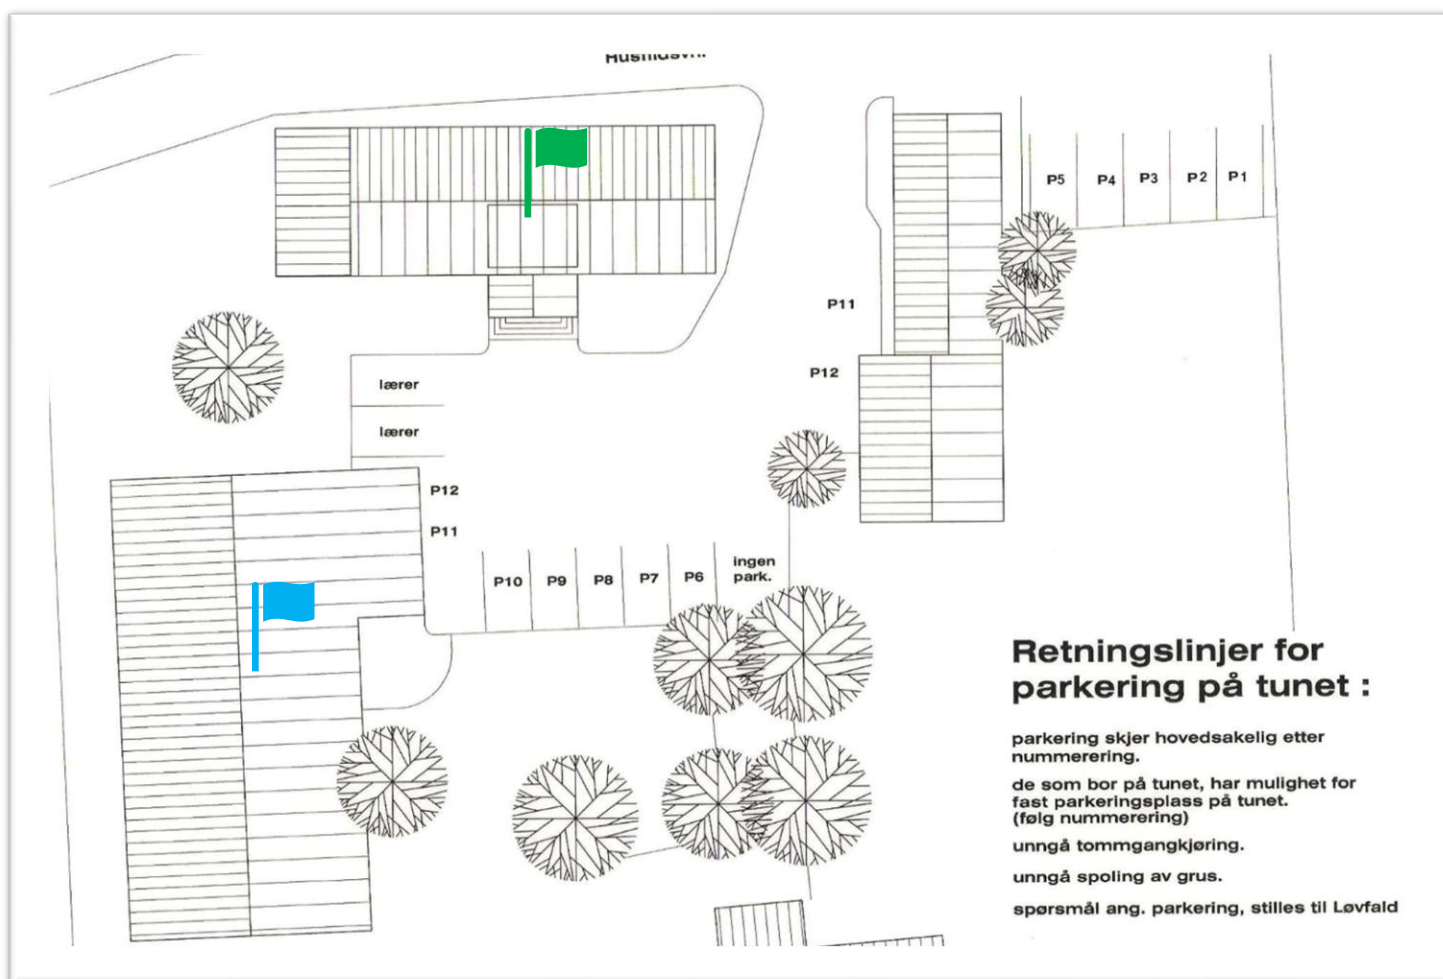 P5
P4
P3
P2
P1
P11
P12
lærer
lærer
P12
P11
P10
P9
P8
P7
P6
ingen
park.
Retningslinjer for
parkering på tunet :
parkering skjer hovedsakelig etter
nummerering.
de som bor på tunet, har mulighet for
fast parkeringsplass på tunet.
(følg nummerering)
unngå tommgangkjøring.
unngå spoling av grus.
spørsmål ang. parkering, stilles til Løvfald